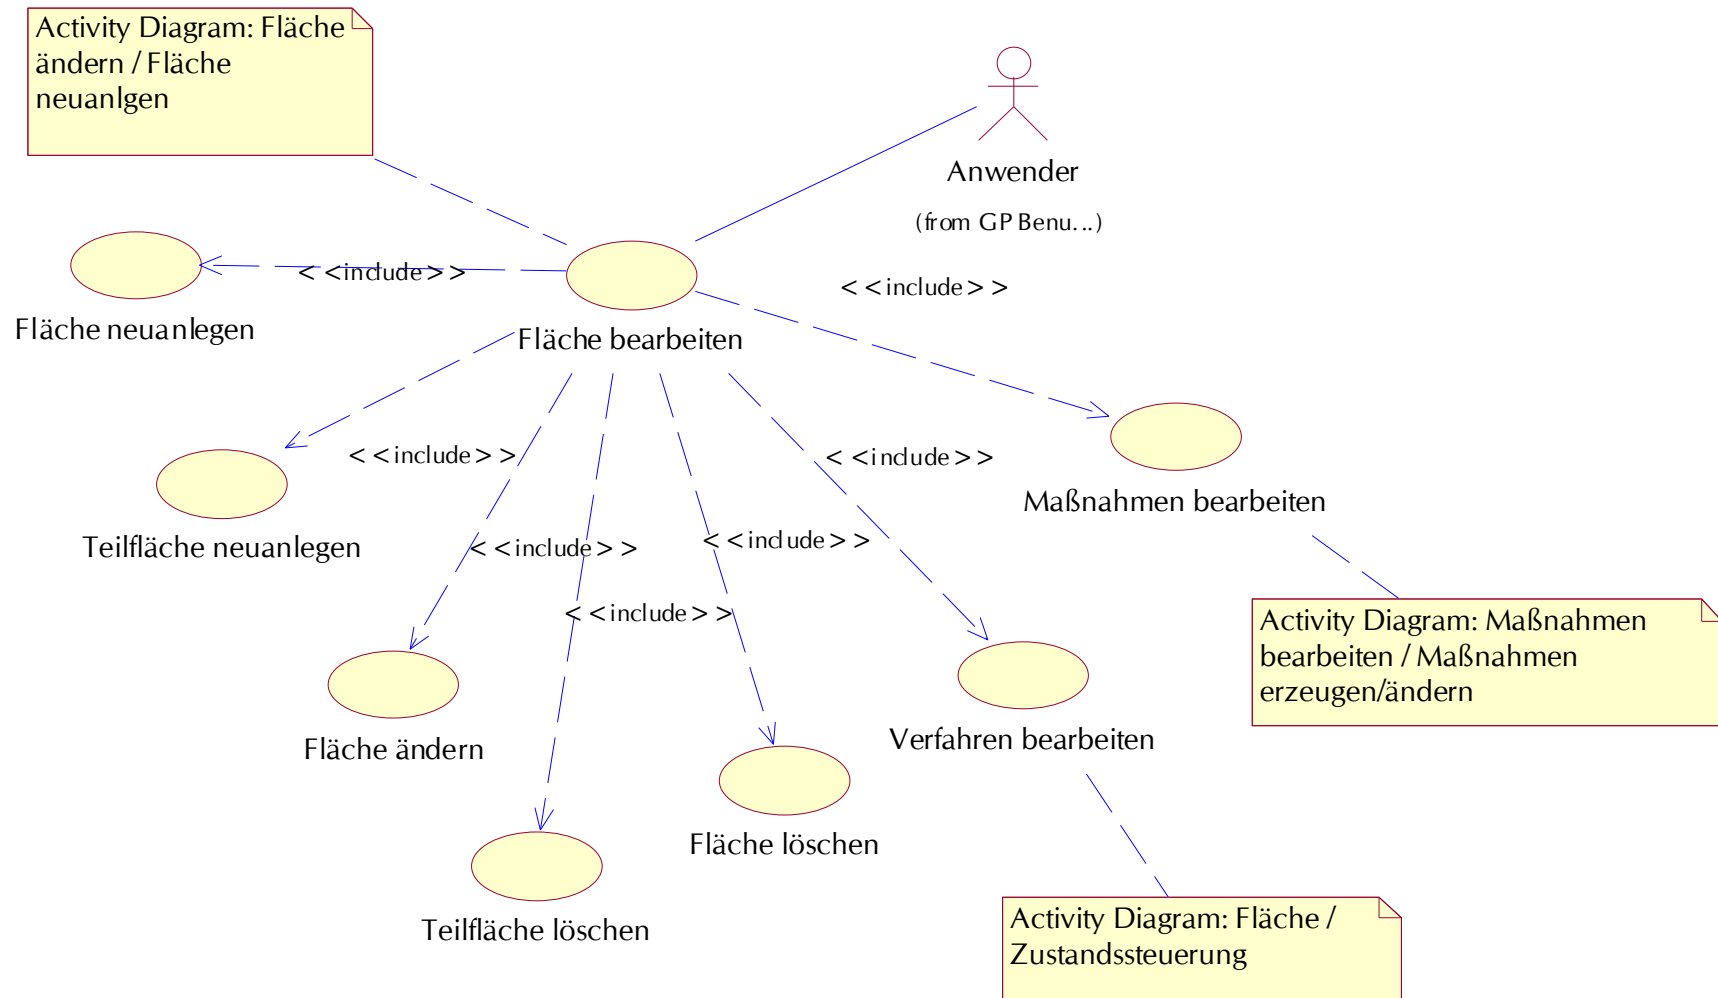 Activity Diagram: Fläche
ändern / Fläche
neuanlgen
Anwender
(from GP Benu...)
<<include>>
<<include>>
Fläche neuanlegen
Fläche bearbeiten
<<include>>
<<include>>
Maßnahmen bearbeiten
Teilfläche neuanlegen
<<include>>
<<include>>
<<include>>
Activity Diagram: Maßnahmen
bearbeiten / Maßnahmen
erzeugen/ändern
Fläche ändern
Verfahren bearbeiten
Fläche löschen
Teilfläche löschen
Activity Diagram: Fläche /
Zustandssteuerung